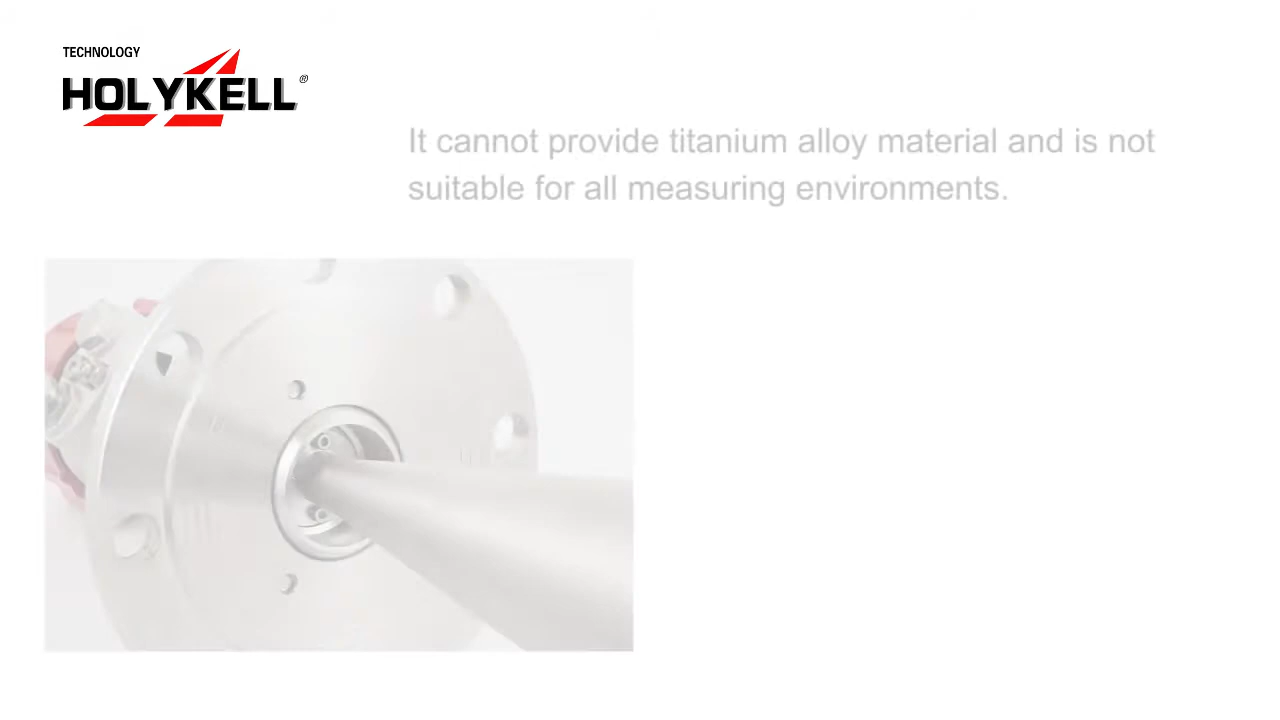 TECHNOLOGY
HOLYKELL®
It cannot provide titanium alloy material and is not
suitable for all measuring environments.